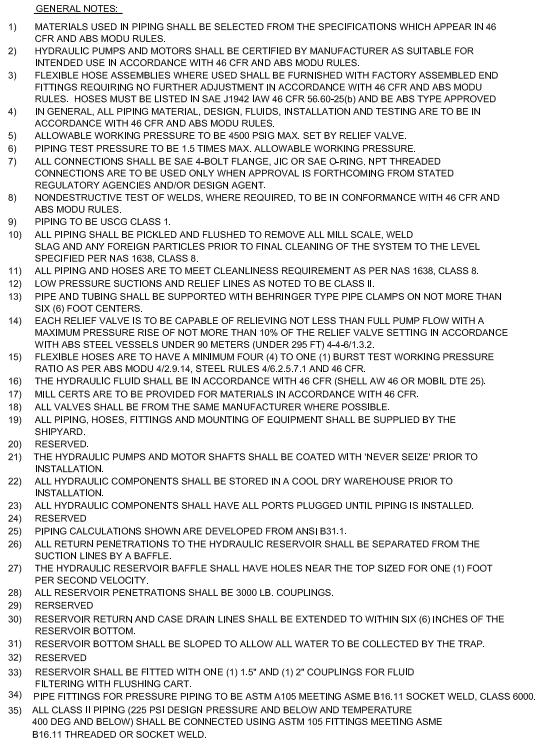 GENERAL NOTES:
1) MATERIALS USED IN PIPING SHALL BE SELECTED FROM THE SPECIFICATIONS WHICH APPEAR IN 46
CFR AND ABS MODU RULES.
2) HYDRAULIC PUMPS AND MOTORS SHALL BE CERTIFIED BY MANUFACTURER AS SUITABLE FOR
INTENDED USE IN ACCORDANCE WITH 46 CFR AND ABS MODU RULES.
3) FLEXIBLE HOSE ASSEMBLIES WHERE USED SHALL BE FURNISHED WITH FACTORY ASSEMBLED END
FITTINGS REQUIRING NO FURTHER ADJUSTMENT IN ACCORDANCE WITH 46 CFR AND ABS MODU
RULES. HOSES MUST BE LISTED IN SAE J1942 IAW 46 CFR 56.60-25(b) AND BE ABS TYPE APPROVED
4) IN GENERAL, ALL PIPING MATERIAL, DESIGN, FLUIDS, INSTALLATION AND TESTING ARE TO BE IN
ACCORDANCE WITH 46 CFR AND ABS MODU RULES.
5) ALLOWABLE WORKING PRESSURE TO BE 4500 PSIG MAX. SET BY RELIEF VALVE.
6) PIPING TEST PRESSURE TO BE 1.5 TIMES MAX. ALLOWABLE WORKING PRESSURE.
7) ALL CONNECTIONS SHALL BE SAE 4-BOLT FLANGE, JIC OR SAE O-RING. NPT THREADED
CONNECTIONS ARE TO BE USED ONLY WHEN APPROVAL IS FORTHCOMING FROM STATED
REGULATORY AGENCIES AND/OR DESIGN AGENT.
8) NONDESTRUCTIVE TEST OF WELDS, WHERE REQUIRED, TO BE IN CONFORMANCE WITH 46 CFR AND
ABS MODU RULES.
9) PIPING TO BE USCG CLASS 1.
10) ALL PIPING SHALL BE PICKLED AND FLUSHED TO REMOVE ALL MILL SCALE, WELD
SLAG AND ANY FOREIGN PARTICLES PRIOR TO FINAL CLEANING OF THE SYSTEM TO THE LEVEL
SPECIFIED PER NAS 1638, CLASS 8.
11) ALL PIPING AND HOSES ARE TO MEET CLEANLINESS REQUIREMENT AS PER NAS 1638, CLASS 8.
12) LOW PRESSURE SUCTIONS AND RELIEF LINES AS NOTED TO BE CLASS II.
13) PIPE AND TUBING SHALL BE SUPPORTED WITH BEHRINGER TYPE PIPE CLAMPS ON NOT MORE THAN
SIX (6) FOOT CENTERS.
14) EACH RELIEF VALVE IS TO BE CAPABLE OF RELIEVING NOT LESS THAN FULL PUMP FLOW WITH A
MAXIMUM PRESSURE RISE OF NOT MORE THAN 10% OF THE RELIEF VALVE SETTING IN ACCORDANCE
WITH ABS STEEL VESSELS UNDER 90 METERS (UNDER 295 FT) 4-4-6/1.3.2.
15) FLEXIBLE HOSES ARE TO HAVE A MINIMUM FOUR (4) TO ONE (1) BURST TEST WORKING PRESSURE
RATIO AS PER ABS MODU 4/2.9.14, STEEL RULES 4/6.2.5.7.1 AND 46 CFR.
16) THE HYDRAULIC FLUID SHALL BE IN ACCORDANCE WITH 46 CFR (SHELL AW 46 OR MOBIL DTE 25).
17) MILL CERTS ARE TO BE PROVIDED FOR MATERIALS IN ACCORDANCE WITH 46 CFR.
18) ALL VALVES SHALL BE FROM THE SAME MANUFACTURER WHERE POSSIBLE.
19) ALL PIPING, HOSES, FITTINGS AND MOUNTING OF EQUIPMENT SHALL BE SUPPLIED BY THE
SHIPYARD.
20) RESERVED.
21) THE HYDRAULIC PUMPS AND MOTOR SHAFTS SHALL BE COATED WITH 'NEVER SEIZE' PRIOR TO
INSTALLATION.
22) ALL HYDRAULIC COMPONENTS SHALL BE STORED IN A COOL DRY WAREHOUSE PRIOR TO
INSTALLATION.
23) ALL HYDRAULIC COMPONENTS SHALL HAVE ALL PORTS PLUGGED UNTIL PIPING IS INSTALLED.
24) RESERVED
25) PIPING CALCULATIONS SHOWN ARE DEVELOPED FROM ANSI B31.1.
26) ALL RETURN PENETRATIONS TO THE HYDRAULIC RESERVOIR SHALL BE SEPARATED FROM THE
SUCTION LINES BY A BAFFLE.
27) THE HYDRAULIC RESERVOIR BAFFLE SHALL HAVE HOLES NEAR THE TOP SIZED FOR ONE (1) FOOT
PER SECOND VELOCITY.
28) ALL RESERVOIR PENETRATIONS SHALL BE 3000 LB. COUPLINGS.
29) RERSERVED
30) RESERVOIR RETURN AND CASE DRAIN LINES SHALL BE EXTENDED TO WITHIN SIX (6) INCHES OF THE
RESERVOIR BOTTOM.
31) RESERVOIR BOTTOM SHALL BE SLOPED TO ALLOW ALL WATER TO BE COLLECTED BY THE TRAP.
32) RESERVED
33) RESERVOIR SHALL BE FITTED WITH ONE (1) 1.5" AND (1) 2" COUPLINGS FOR FLUID
FILTERING WITH FLUSHING CART.
34) PIPE FITTINGS FOR PRESSURE PIPING TO BE ASTM A105 MEETING ASME B16.11 SOCKET WELD, CLASS 6000.
35) ALL CLASS II PIPING (225 PSI DESIGN PRESSURE AND BELOW AND TEMPERATURE
400 DEG AND BELOW) SHALL BE CONNECTED USING ASTM 105 FITTINGS MEETING ASME
B16.11 THREADED OR SOCKET WELD.